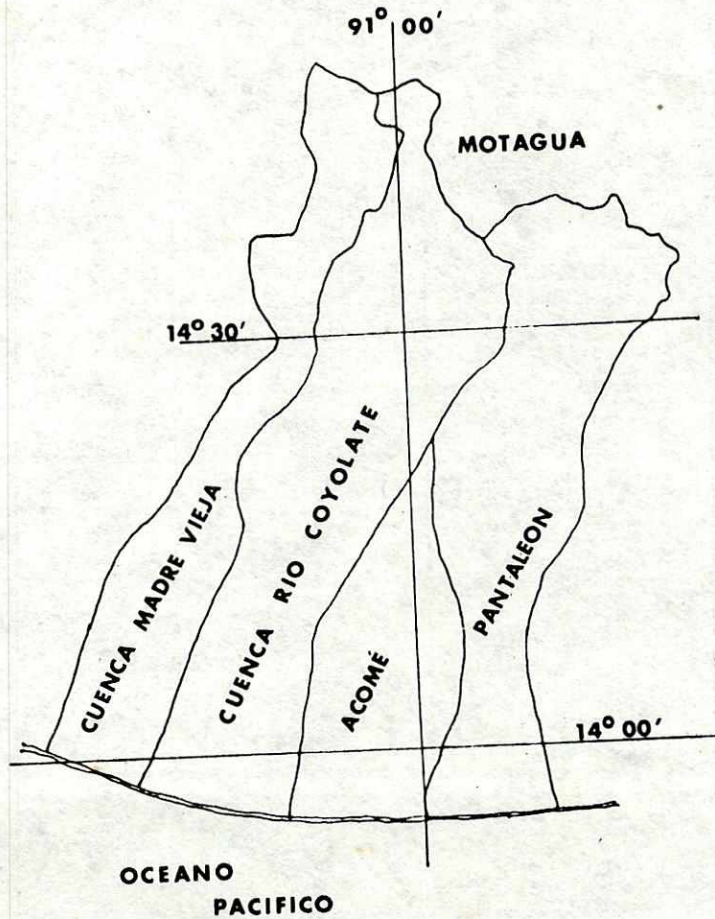 91° 00′
MOTAGUA
14° 30′
CUENCA MADRE VIEJA
CUENCA RIO COYOLATE
ACOMÉ
PANTALEON
14° 00′
OCEANO
PACIFICO